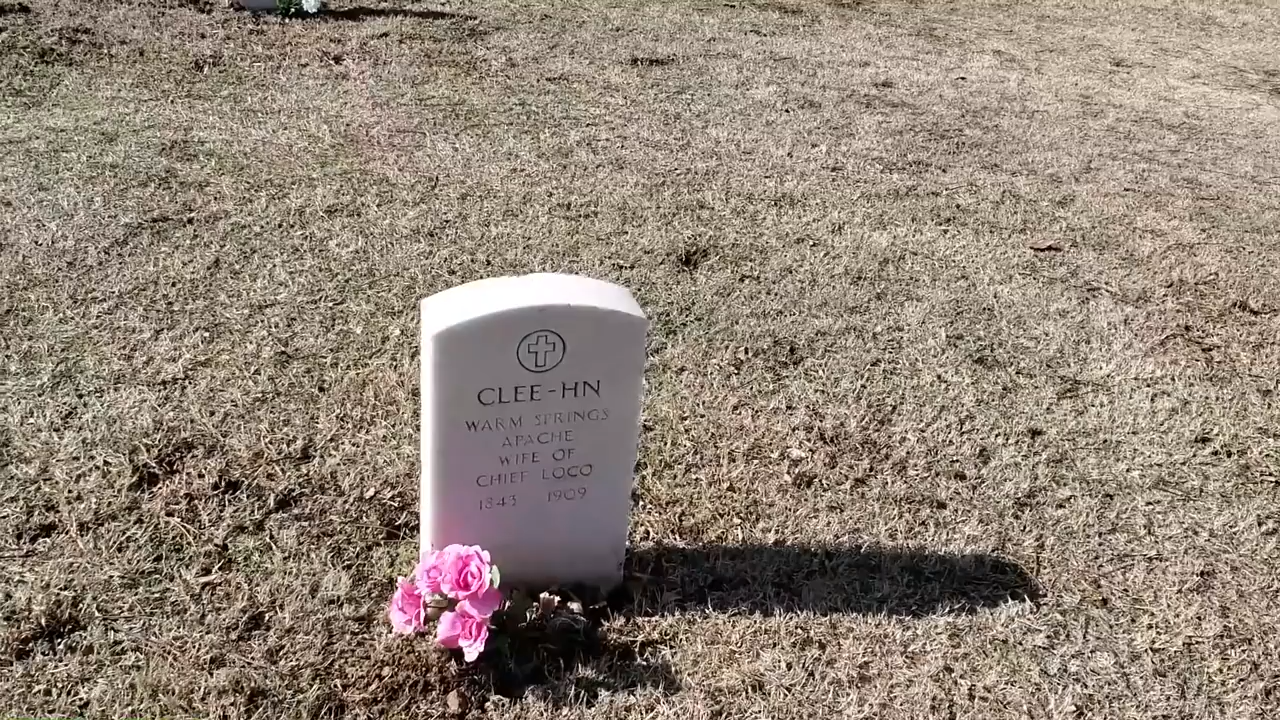 CLEE-HN
WARM SPRINGS
APACHE
WIFE OF
CHIEF LOCO
1843 1909